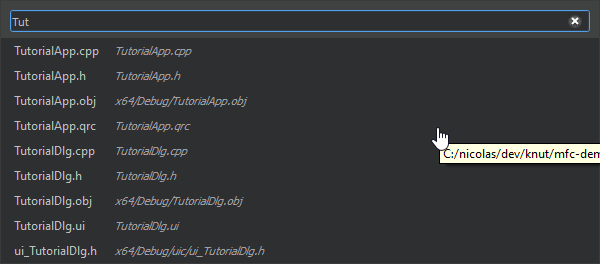 Tut
TutorialApp.cpp TutorialApp.cpp
TutorialApp.h TutorialApp.h
TutorialApp.obj x64/Debug/TutorialApp.obj
TutorialApp.qrc TutorialApp.qrc
TutorialDlg.cpp TutorialDlg.cpp
C:/nicolas/dev/knut/mfc-dem
TutorialDlg.h TutorialDlg.h
TutorialDlg.obj x64/Debug/TutorialDlg.obj
TutorialDlg.ui TutorialDlg.ui
ui_TutorialDlg.h x64/Debug/uic/ui_TutorialDlg.h